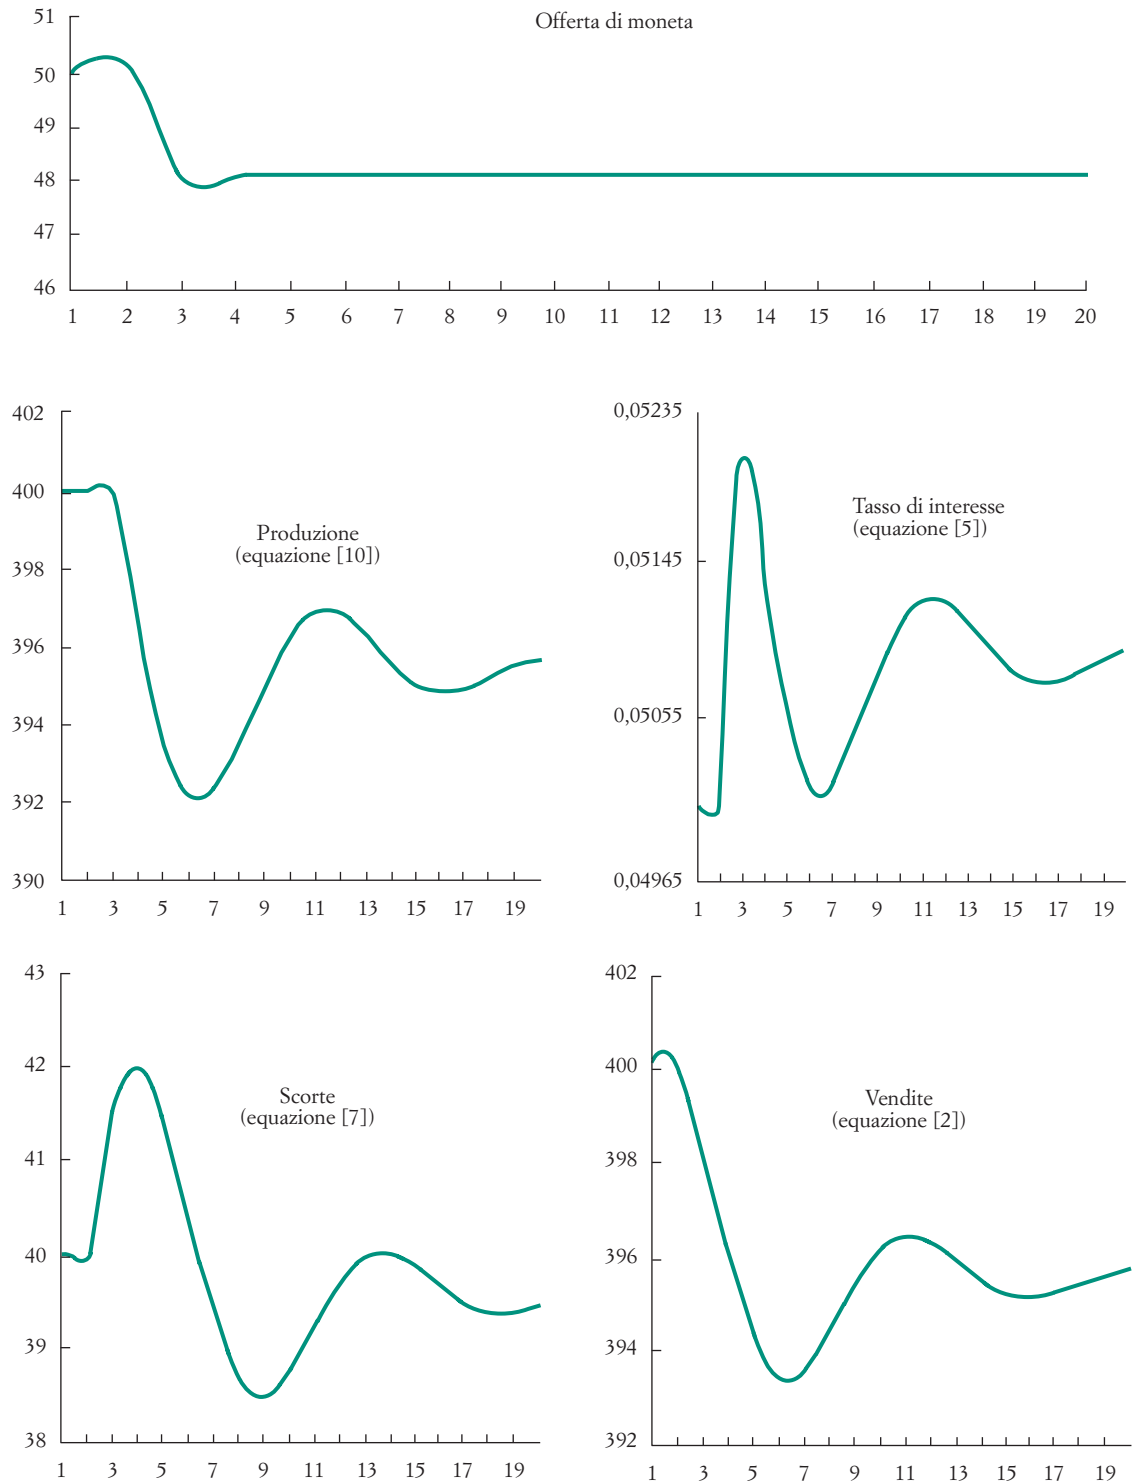 Offerta di moneta
51
50
49
48
47
46
1 2 3 4 5 6 7 8 9 10 11 12 13 14 15 16 17 18 19 20
402
400
398
396
394
392
390
Produzione
(equazione [10])
1 3 5 7 9 11 13 15 17 19
0,05235
0,05145
0,05055
0,04965
Tasso di interesse
(equazione [5])
1 3 5 7 9 11 13 15 17 19
43
42
41
40
39
38
Scorte
(equazione [7])
1 3 5 7 9 11 13 15 17 19
402
400
398
396
394
392
Vendite
(equazione [2])
1 3 5 7 9 11 13 15 17 19